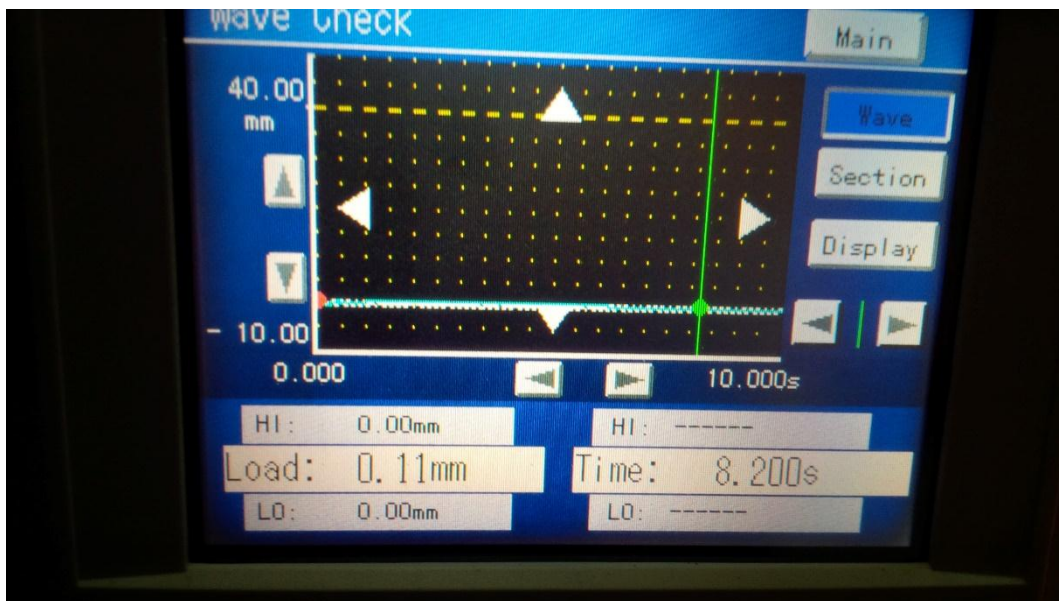 Wave Check
Main
40.00
mm
Wave
Section
Display
- 10.00
0.000
10.000s
HI: 0.00mm
HI: ------
Load: 0.11mm
Time: 8.200s
LO: 0.00mm
LO: ------